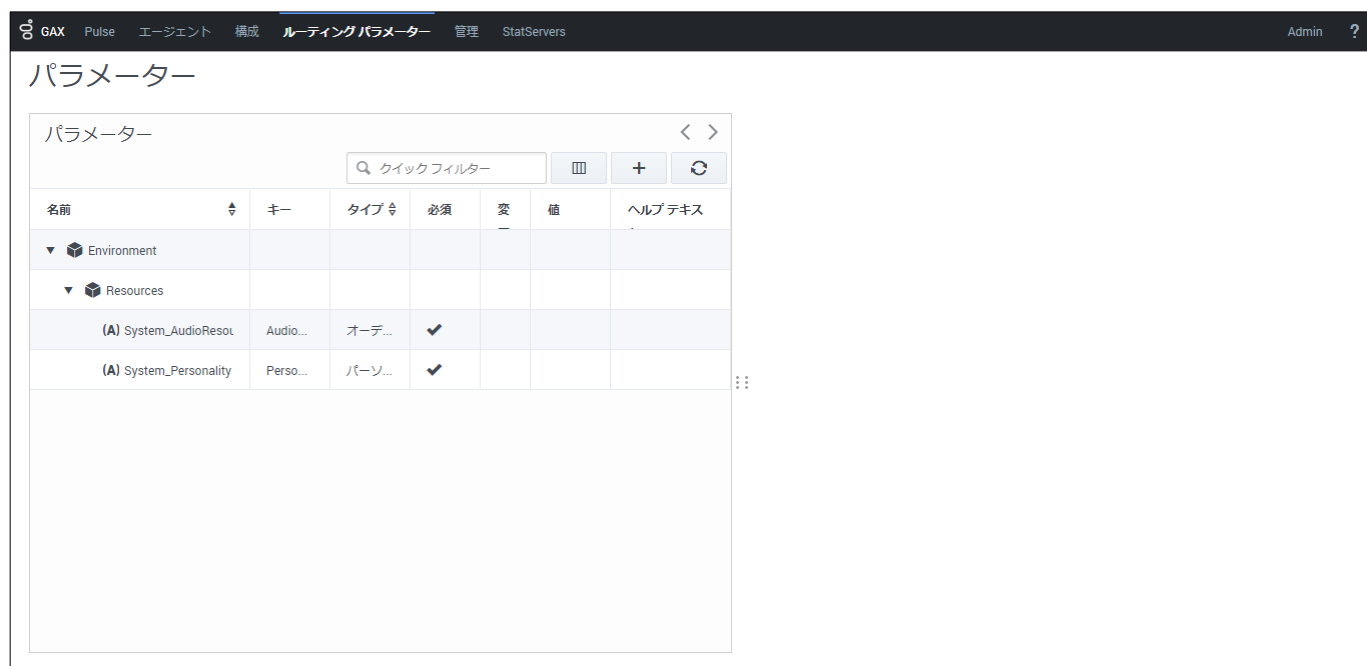 GAX Pulse エージェント 構成 ルーティング パラメーター 管理 StatServers Admin ?
パラメーター
パラメーター
クイック フィルター
名前 キー タイプ 必須 変 値 ヘルプ テキス
Environment
Resources
(A) System_AudioResou Audio... オーデ...
(A) System_Personality Perso... パーソ...